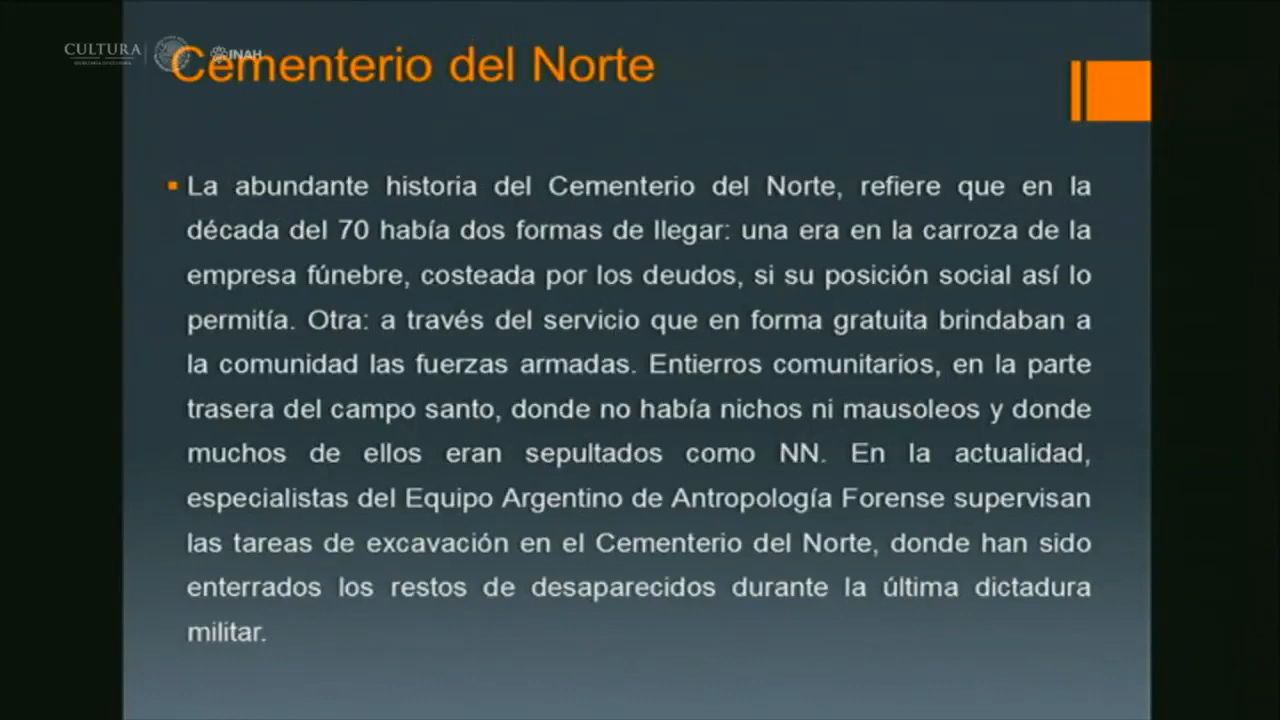 CULTURA
INAH
Cementerio del Norte
La abundante historia del Cementerio del Norte, refiere que en la
década del 70 había dos formas de llegar: una era en la carroza de la
empresa fúnebre, costeada por los deudos, si su posición social así lo
permitía. Otra: a través del servicio que en forma gratuita brindaban a
la comunidad las fuerzas armadas. Entierros comunitarios, en la parte
trasera del campo santo, donde no había nichos ni mausoleos y donde
muchos de ellos eran sepultados como NN. En la actualidad,
especialistas del Equipo Argentino de Antropología Forense supervisan
las tareas de excavación en el Cementerio del Norte, donde han sido
enterrados los restos de desaparecidos durante la última dictadura
militar.